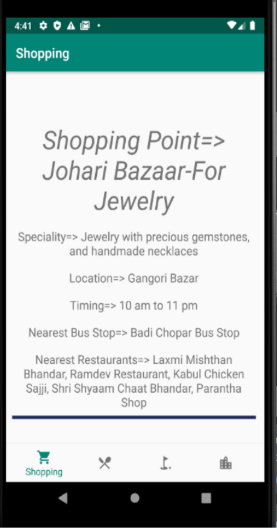 4:41
Shopping
Shopping Point=>
Johari Bazaar-For
Jewelry
Speciality=> Jewelry with precious gemstones,
and handmade necklaces
Location=> Gangori Bazar
Timing=> 10 am to 11 pm
Nearest Bus Stop=> Badi Chopar Bus Stop
Nearest Restaurants=> Laxmi Mishthan
Bhandar, Ramdev Restaurant, Kabul Chicken
Sajji, Shri Shyaam Chaat Bhandar, Parantha
Shop
Shopping